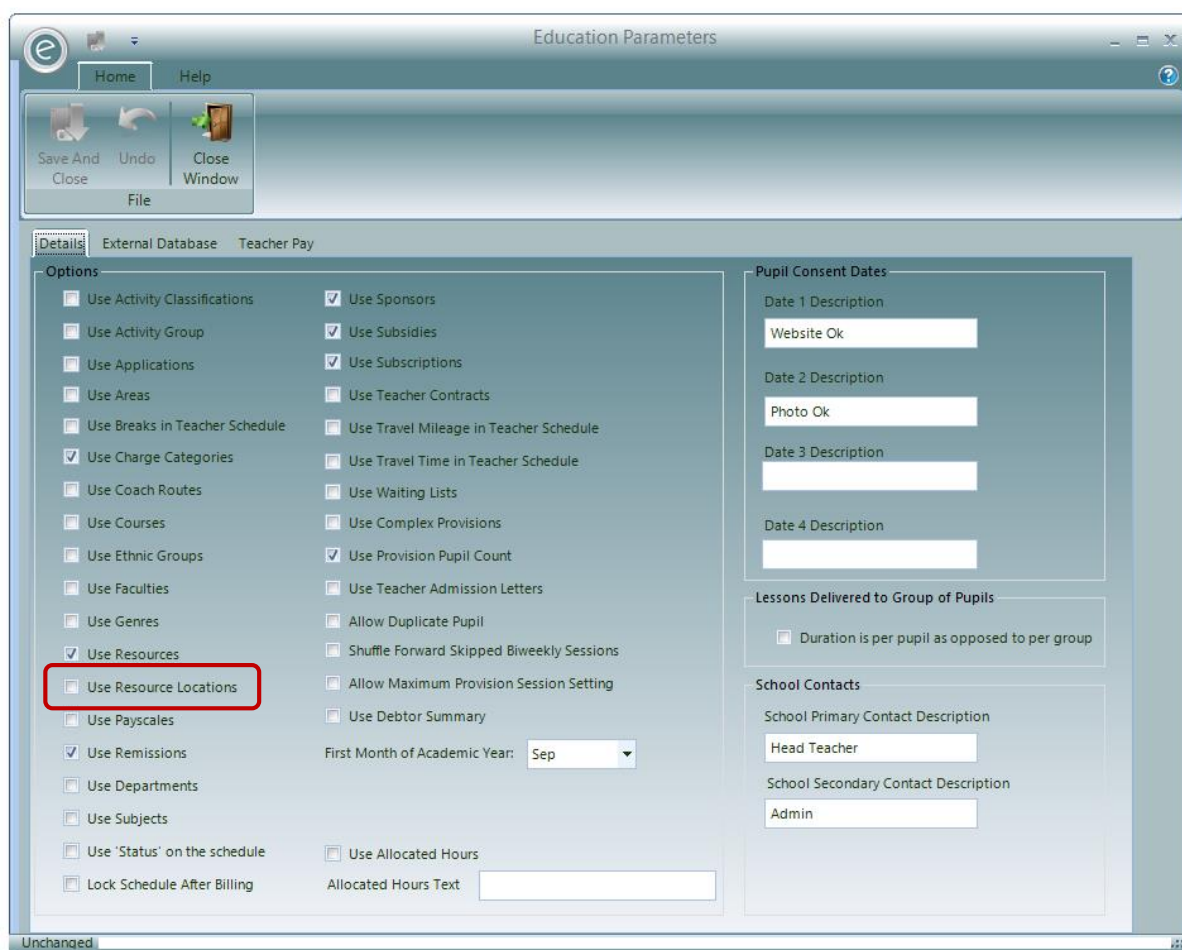 Education Parameters
Home
Help
Save And
Close
Undo
Close
Window
File
Details
External Database
Teacher Pay
Options
Use Activity Classifications
Use Activity Group
Use Applications
Use Areas
Use Breaks in Teacher Schedule
Use Charge Categories
Use Coach Routes
Use Courses
Use Ethnic Groups
Use Faculties
Use Genres
Use Resources
Use Resource Locations
Use Payscales
Use Remissions
Use Departments
Use Subjects
Use 'Status' on the schedule
Lock Schedule After Billing
Use Sponsors
Use Subsidies
Use Subscriptions
Use Teacher Contracts
Use Travel Mileage in Teacher Schedule
Use Travel Time in Teacher Schedule
Use Waiting Lists
Use Complex Provisions
Use Provision Pupil Count
Use Teacher Admission Letters
Allow Duplicate Pupil
Shuffle Forward Skipped Biweekly Sessions
Allow Maximum Provision Session Setting
Use Debtor Summary
First Month of Academic Year: Sep
Use Allocated Hours
Allocated Hours Text
Pupil Consent Dates
Date 1 Description
Website Ok
Date 2 Description
Photo Ok
Date 3 Description
Date 4 Description
Lessons Delivered to Group of Pupils
Duration is per pupil as opposed to per group
School Contacts
School Primary Contact Description
Head Teacher
School Secondary Contact Description
Admin
Unchanged